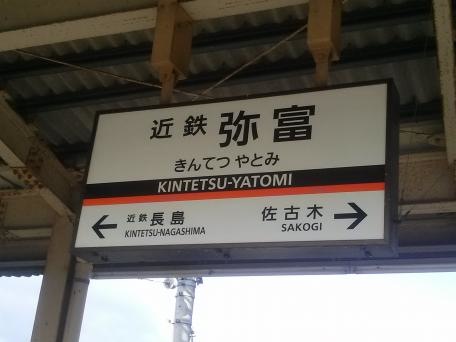 近鉄 弥富
きんてつ やとみ
KINTETSU-YATOMI
← 近鉄 長島
KINTETSU-NAGASHIMA
佐古木 →
SAKOGI